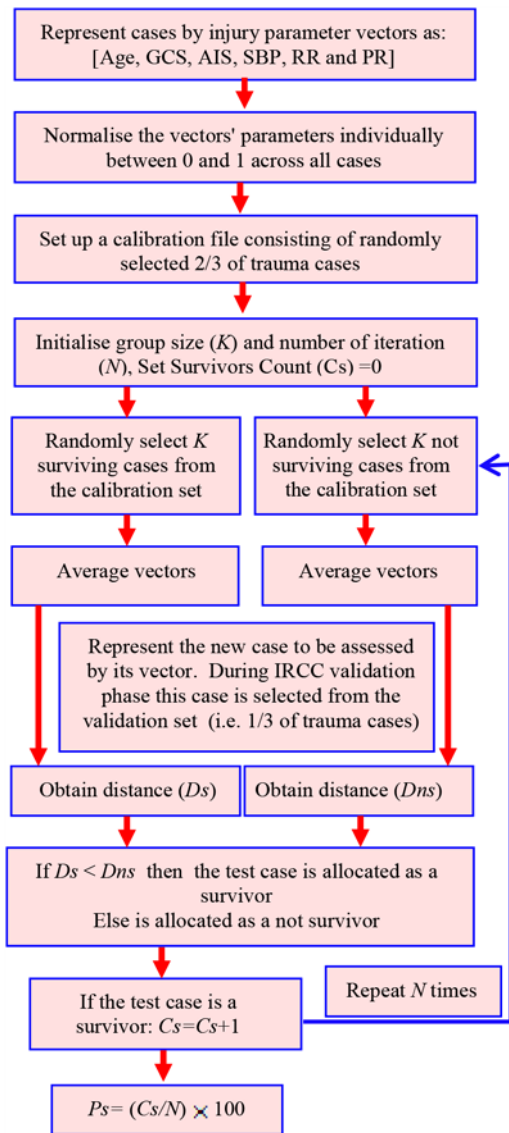 Represent cases by injury parameter vectors as:
[Age, GCS, AIS, SBP, RR and PR]
Normalise the vectors' parameters individually
between 0 and 1 across all cases
Set up a calibration file consisting of randomly
selected 2/3 of trauma cases
Initialise group size (K) and number of iteration
(N), Set Survivors Count (Cs) =0
Randomly select K
surviving cases from
the calibration set
Randomly select K not
surviving cases from
the calibration set
Average vectors
Average vectors
Represent the new case to be assessed
by its vector. During IRCC validation
phase this case is selected from the
validation set (i.e. 1/3 of trauma cases)
Obtain distance (Ds)
Obtain distance (Dns)
If Ds < Dns then the test case is allocated as a
survivor
Else is allocated as a not survivor
If the test case is a
survivor: Cs=Cs+1
Repeat N times
Ps= (Cs/N) × 100